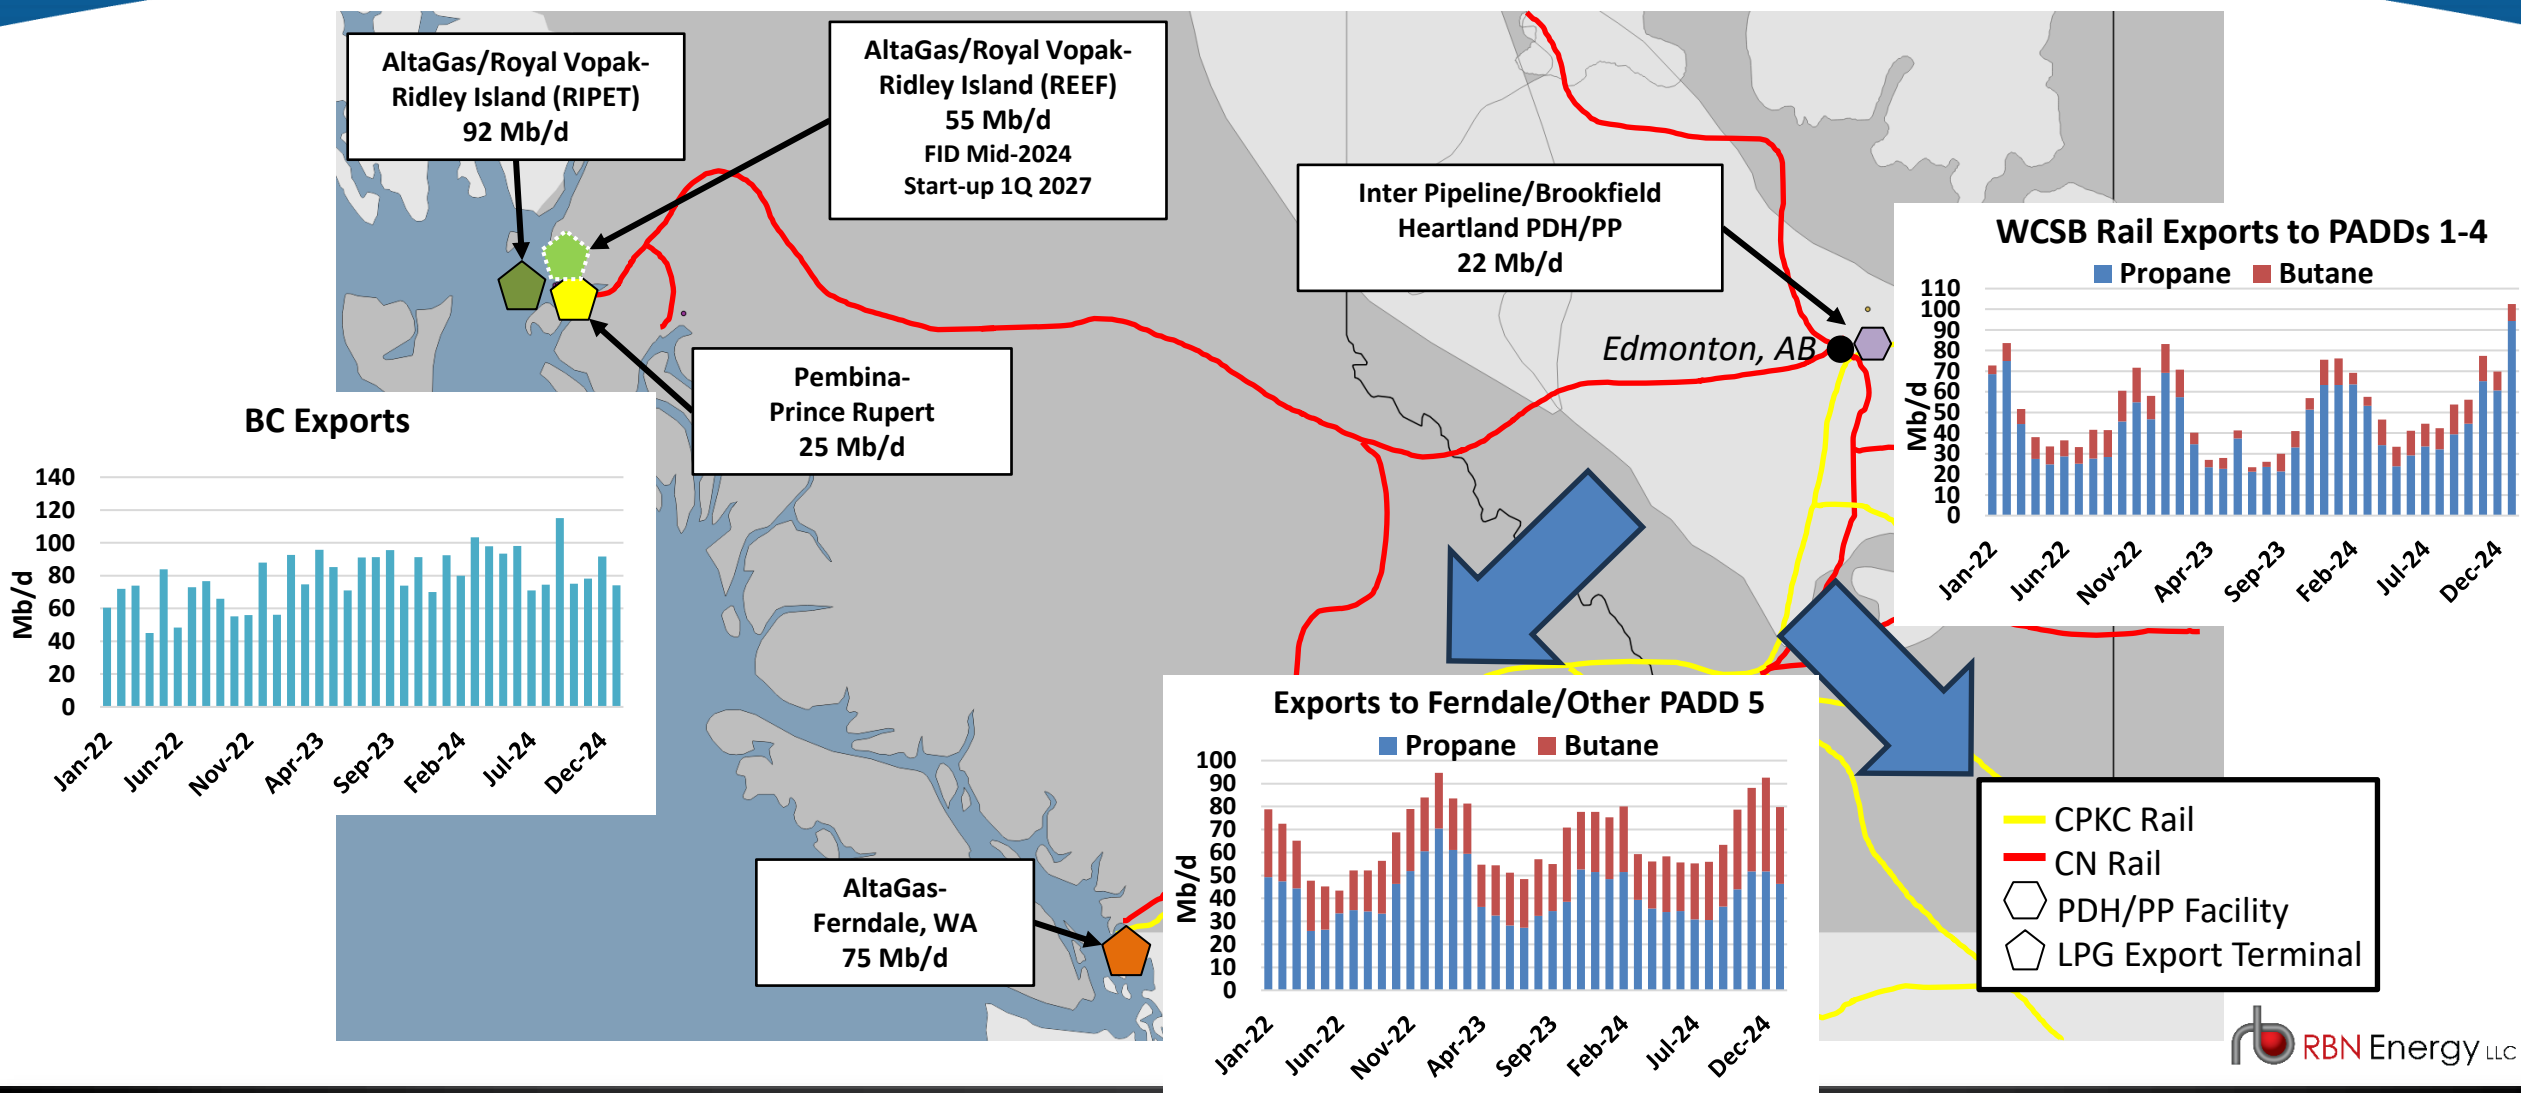 AltaGas/Royal Vopak-
Ridley Island (RIPET)
92 Mb/d
AltaGas/Royal Vopak-
Ridley Island (REEF)
55 Mb/d
FID Mid-2024
Start-up 1Q 2027
Inter Pipeline/Brookfield
Heartland PDH/PP
22 Mb/d
Edmonton, AB
Pembina-
Prince Rupert
25 Mb/d
WCSB Rail Exports to PADDs 1-4
Propane Butane
Mb/d
110
100
90
80
70
60
50
40
30
20
10
0
Jan-22 Jun-22 Nov-22 Apr-23 Sep-23 Feb-24 Jul-24 Dec-24
BC Exports
Mb/d
140
120
100
80
60
40
20
0
Jan-22 Jun-22 Nov-22 Apr-23 Sep-23 Feb-24 Jul-24 Dec-24
Exports to Ferndale/Other PADD 5
Propane Butane
Mb/d
100
90
80
70
60
50
40
30
20
10
0
Jan-22 Jun-22 Nov-22 Apr-23 Sep-23 Feb-24 Jul-24 Dec-24
AltaGas-
Ferndale, WA
75 Mb/d
CPKC Rail
CN Rail
PDH/PP Facility
LPG Export Terminal
RBN Energy LLC